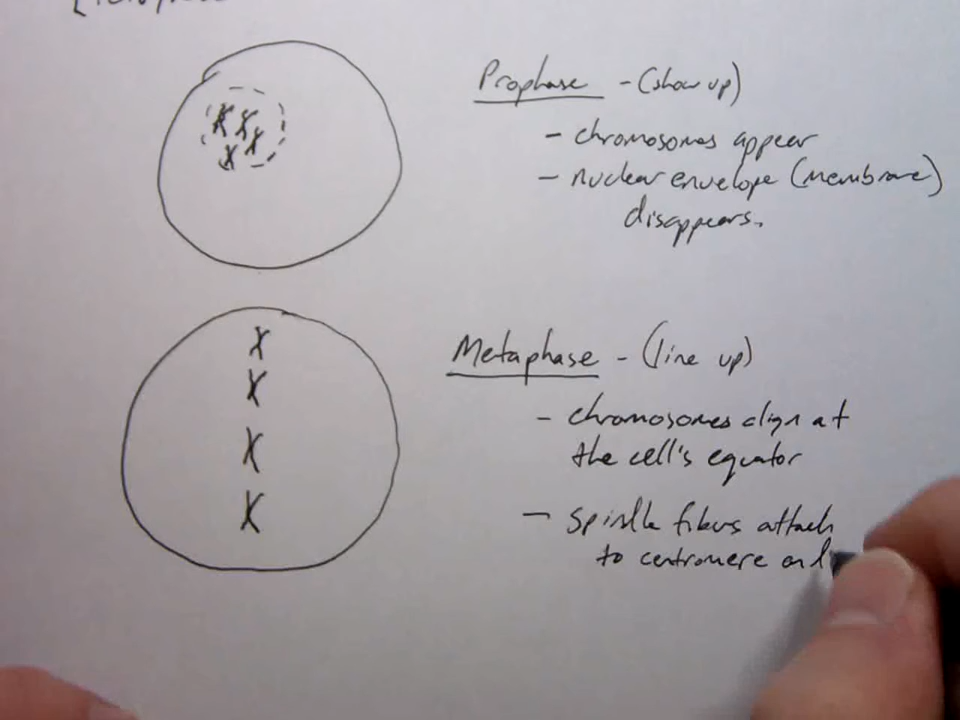 Prophase - (show up)
- chromosomes appear
- nuclear envelope (membrane)
disappears.
Metaphase - (line up)
- chromosomes align at
the cell's equator
- spindle fibers attach
to centromere and